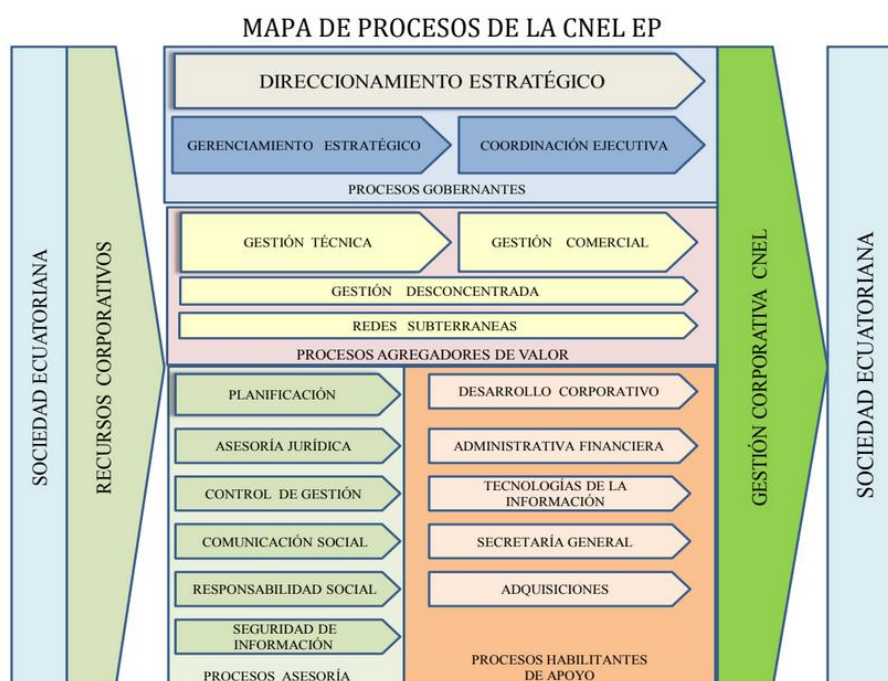 MAPA DE PROCESOS DE LA CNEL EP
SOCIEDAD ECUATORIANA
RECURSOS CORPORATIVOS
DIRECCIONAMIENTO ESTRATÉGICO
GERENCIAMIENTO ESTRATÉGICO
COORDINACIÓN EJECUTIVA
PROCESOS GOBERNANTES
GESTIÓN TÉCNICA
GESTIÓN COMERCIAL
GESTIÓN DESCONCENTRADA
REDES SUBTERRANEAS
PROCESOS AGREGADORES DE VALOR
PLANIFICACIÓN
ASESORÍA JURÍDICA
CONTROL DE GESTIÓN
COMUNICACIÓN SOCIAL
RESPONSABILIDAD SOCIAL
SEGURIDAD DE
INFORMACIÓN
PROCESOS ASESORÍA
DESARROLLO CORPORATIVO
ADMINISTRATIVA FINANCIERA
TECNOLOGÍAS DE LA
INFORMACIÓN
SECRETARÍA GENERAL
ADQUISICIONES
PROCESOS HABILITANTES
DE APOYO
GESTIÓN CORPORATIVA CNEL
SOCIEDAD ECUATORIANA